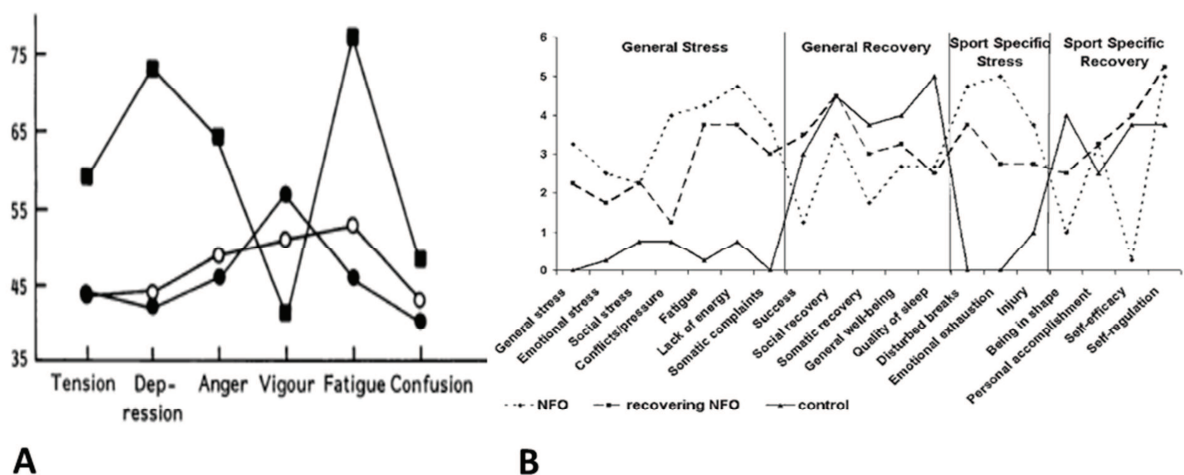 75
65
55
45
35
Tension Dep- Anger Vigour Fatigue Confusion
ression
A
General Stress
General Recovery
Sport Specific
Stress
Sport Specific
Recovery
6
5
4
3
2
1
0
General stress
Emotional stress
Social stress
Conflicts/pressure
Fatigue
Lack of energy
Somatic complaints
Success
Social recovery
Somatic recovery
General well-being
Quality of sleep
Disturbed breaks
Emotional exhaustion
Injury
Being in shape
Personal accomplishment
Self-efficacy
Self-regulation
NFO recovering NFO control
B